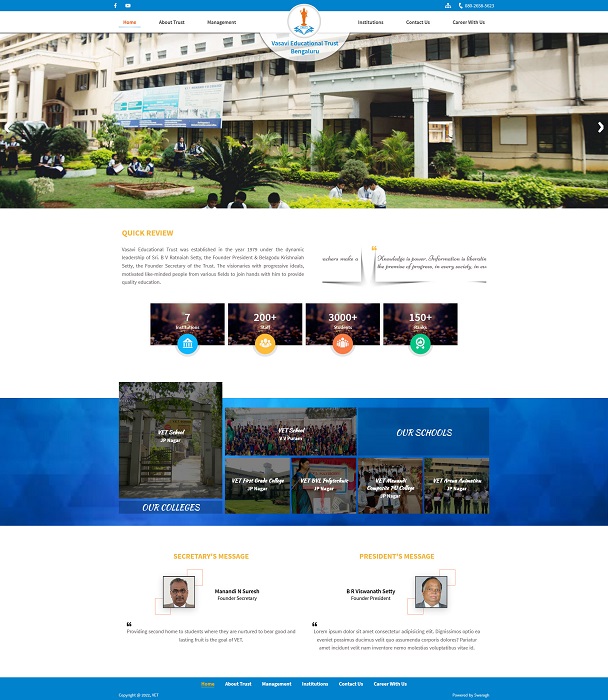 080-2658-5623
Home About Trust Management Institutions Contact Us Career With Us
Vasavi Educational Trust
Bengaluru
QUICK REVIEW
Vasavi Educational Trust was established in the year 1979 under the dynamic
leadership of Sri. B V Ratnaiah Setty, the Founder President & Belagodu Krishnaiah
Setty, the Founder Secretary of the Trust. The visionaries with progressive ideals,
motivated like-minded people from various fields to join hands with him to provide
quality education.
make a
Knowledge is power. Information is liberatin
the premise of progress, in every society, in ev
7
Institutions
200+
Staff
3000+
Students
150+
Ranks
VET School
JP Nagar
VET School
V V Puram
OUR SCHOOLS
VET First Grade College
JP Nagar
VET BVL Polytechnic
JP Nagar
VET
Composite PU College
JP Nagar
VET Arena Animation
JP Nagar
OUR COLLEGES
SECRETARY'S MESSAGE
Manandi N Suresh
Founder Secretary
Providing second home to students where they are nurtured to bear good and
lasting fruit is the goal of VET.
PRESIDENT'S MESSAGE
B R Viswanath Setty
Founder President
Lorem ipsum dolor sit amet consectetur adipisicing elit. Dignissimos optio ex
eveniet possimus ducimus velit quo assumenda corporis dolores? Pariatur
amet incidunt velit nam inventore nemo molestias voluptatibus vitae id.
Home About Trust Management Institutions Contact Us Career With Us
Copyright @ 2022, VET
Powered by